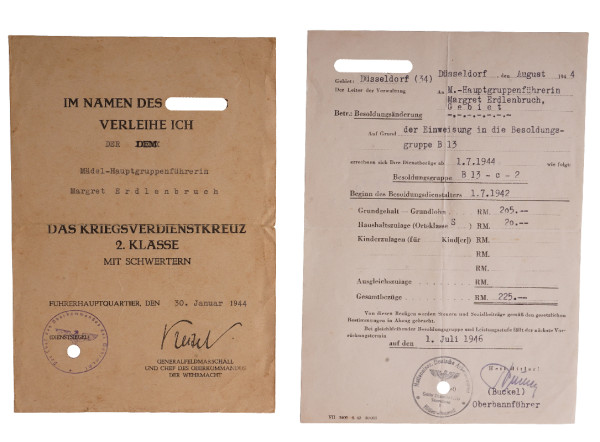 IM NAMEN DES
VERLEIHE ICH
DER DEM
Mädel-Hauptgruppenführerin
Margret Erdlenbruch
DAS KRIEGSVERDIENSTKREUZ
2. KLASSE
MIT SCHWERTERN
FÜHRERHAUPTQUARTIER, DEN 30. Januar 1944
DIENSTSIEGEL
Keitel
GENERALFELDMARSCHALL
UND CHEF DES OBERKOMMANDOS
DER WEHRMACHT
Gebiet: Düsseldorf (34) Düsseldorf, den August 1944
Der Leiter der Verwaltung An M.-Hauptgruppenführerin
Margret Erdlenbruch,
Gebiet
-.-.-.-.-.-
Betr.: Besoldungsänderung
Auf Grund der Einweisung in die Besoldungs-
gruppe B 13
errechnen sich Ihre Dienstbezüge ab 1.7.1944 wie folgt:
Besoldungsgruppe B 13 - c - 2
Beginn des Besoldungsdienstalters 1.7.1942
Grundgehalt — Grundlohn RM. 205.--
Haushaltszulage (Ortsklasse S ) RM. 20.--
Kinderzulagen (für Kind[er]) RM.
RM.
RM.
Ausgleichszulage RM.
Gesamtbezüge RM. 225.--
Von diesen Bezügen werden Steuern und Sozialbeiträge gemäß den gesetzlichen
Bestimmungen in Abzug gebracht.
Bei gleichbleibender Besoldungsgruppe und Leistungsstufe fällt der nächste Vor-
rückungstermin
auf den 1. Juli 1946
(Buckel)
Oberbannführer